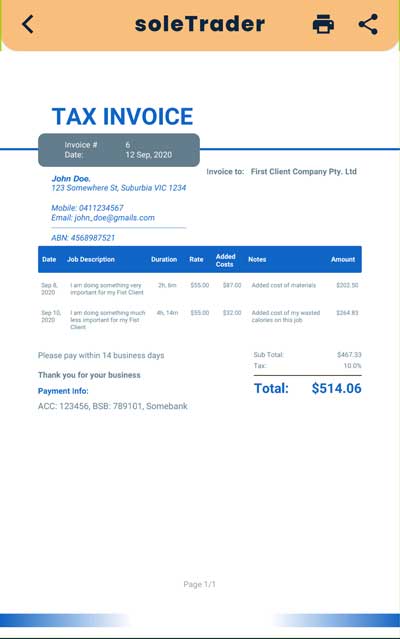 soleTrader
TAX INVOICE
Invoice # 6
Date: 12 Sep, 2020
Invoice to: First Client Company Pty. Ltd
John Doe.
123 Somewhere St, Suburbia VIC 1234
Mobile: 0411234567
Email: john_doe@gmails.com
ABN: 4568987521
Date Job Description Duration Rate Added Costs Notes Amount
Sep 8, 2020 I am doing something very important for my Fist Client 2h, 6m $55.00 $87.00 Added cost of materials $202.50
Sep 10, 2020 I am doing something much less important for my Fist Client 4h, 14m $55.00 $32.00 Added cost of my wasted calories on this job $264.83
Please pay within 14 business days
Thank you for your business
Payment Info:
ACC: 123456, BSB: 789101, Somebank
Sub Total: $467.33
Tax: 10.0%
Total: $514.06
Page 1/1